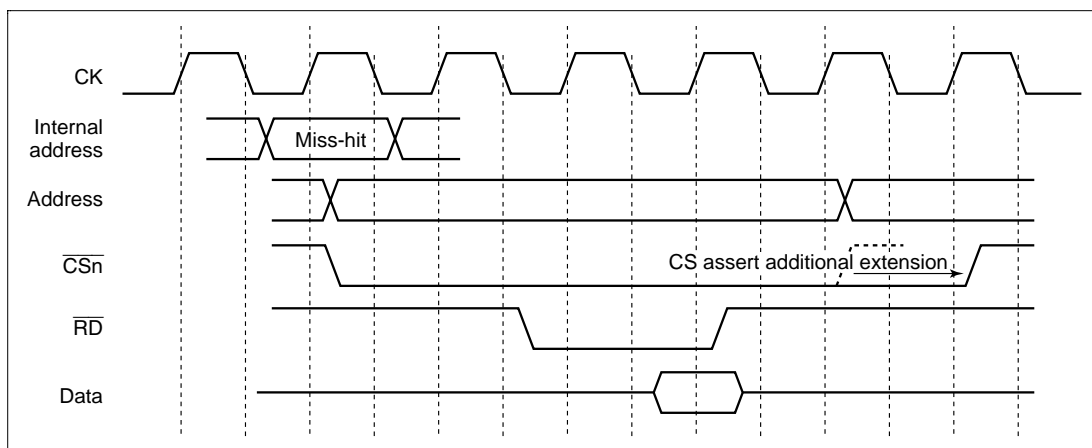 CK
Internal
address
Miss-hit
Address
CSn
CS assert additional extension
RD
Data